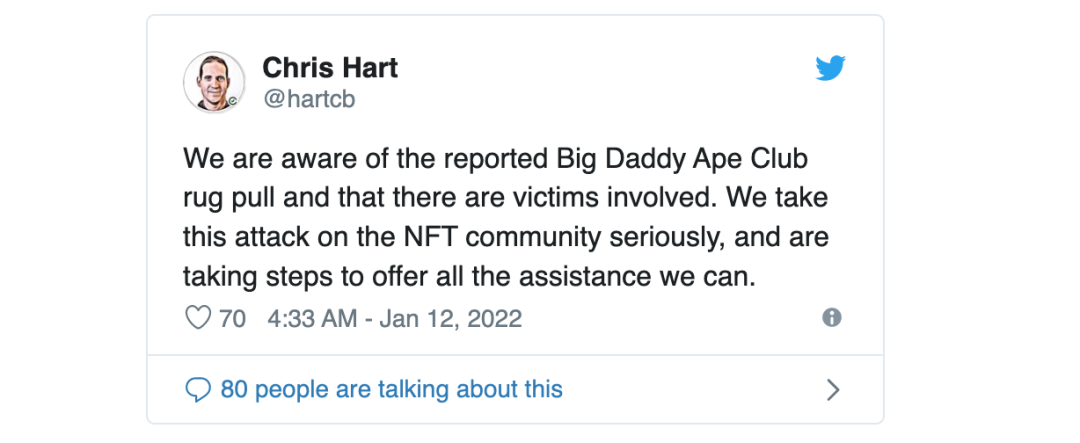 Chris Hart
@hartcb
We are aware of the reported Big Daddy Ape Club
rug pull and that there are victims involved. We take
this attack on the NFT community seriously, and are
taking steps to offer all the assistance we can.
70 4:33 AM - Jan 12, 2022
80 people are talking about this